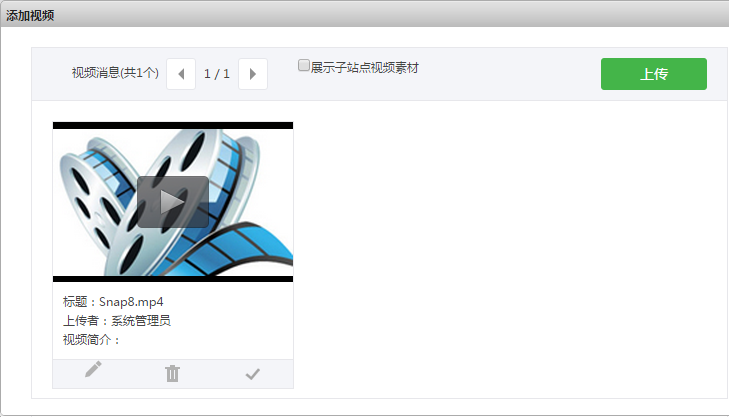 添加视频
视频消息(共1个) 1 / 1 展示子站点视频素材 上传
标题：Snap8.mp4
上传者：系统管理员
视频简介：